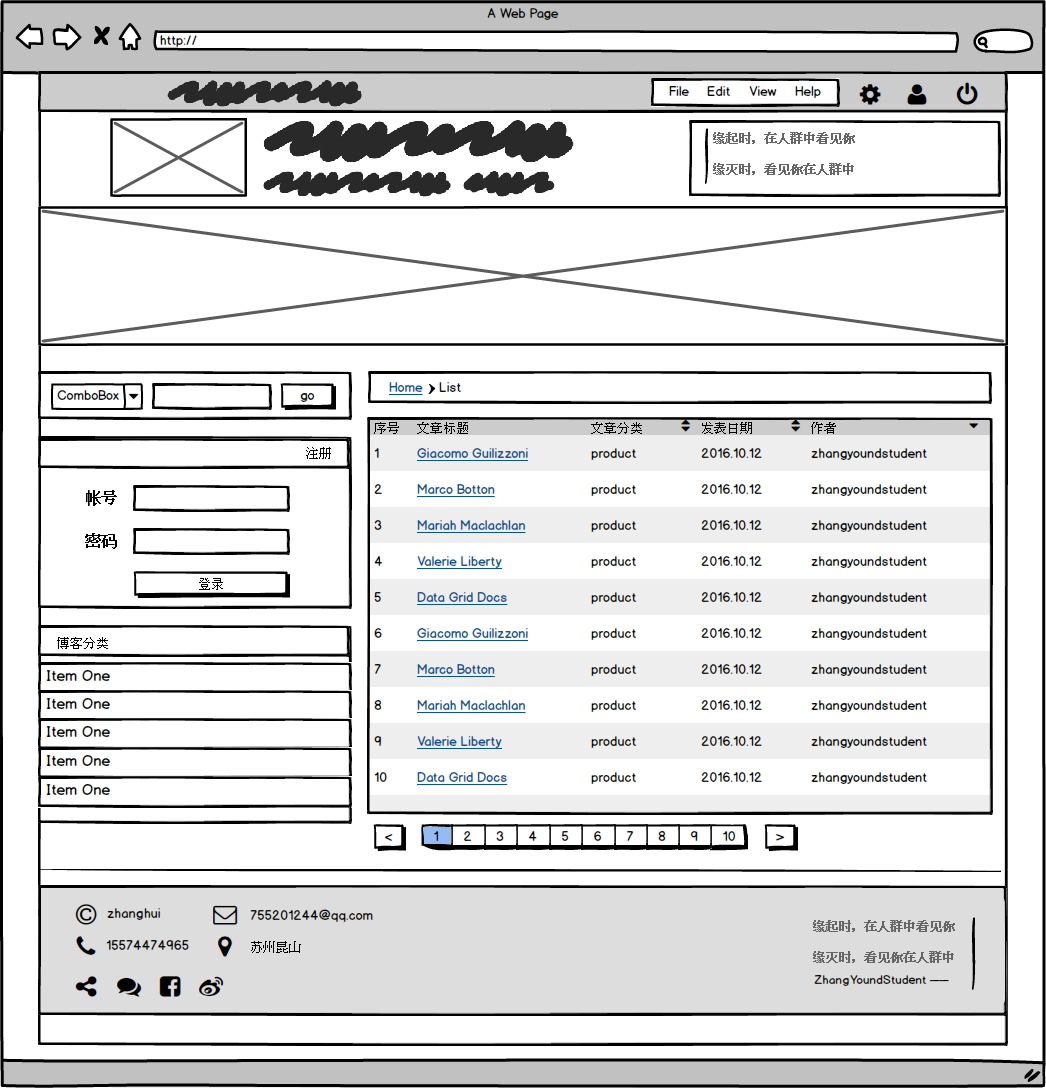 A Web Page
http://
File Edit View Help
缘起时，在人群中看见你
缘灭时，看见你在人群中
ComboBox go
注册
帐号
密码
登录
博客分类
Item One
Item One
Item One
Item One
Item One
Home List
序号 文章标题 文章分类 发表日期 作者
1 Giacomo Guilizzoni product 2016.10.12 zhangyoundstudent
2 Marco Botton product 2016.10.12 zhangyoundstudent
3 Mariah Maclachlan product 2016.10.12 zhangyoundstudent
4 Valerie Liberty product 2016.10.12 zhangyoundstudent
5 Data Grid Docs product 2016.10.12 zhangyoundstudent
6 Giacomo Guilizzoni product 2016.10.12 zhangyoundstudent
7 Marco Botton product 2016.10.12 zhangyoundstudent
8 Mariah Maclachlan product 2016.10.12 zhangyoundstudent
9 Valerie Liberty product 2016.10.12 zhangyoundstudent
10 Data Grid Docs product 2016.10.12 zhangyoundstudent
< 1 2 3 4 5 6 7 8 9 10 >
© zhanghui 755201244@qq.com
15574474965 苏州昆山
缘起时，在人群中看见你
缘灭时，看见你在人群中
ZhangYoundStudent ——